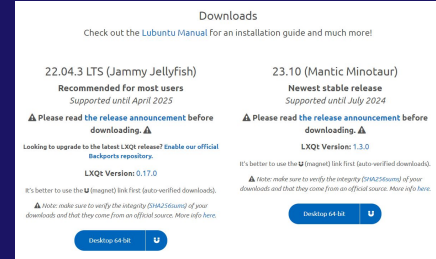 Downloads
Check out the Lubuntu Manual for an installation guide and much more!
22.04.3 LTS (Jammy Jellyfish)
Recommended for most users
Supported until April 2025
⚠ Please read the release announcement before
downloading. ⚠
Looking to upgrade to the latest LXQt release? Enable our official
Backports repository.
LXQt Version: 0.17.0
It's better to use the (magnet) link first (auto-verified downloads).
⚠ Note: make sure to verify the integrity (SHA256sums) of your
downloads and that they come from an official source. More info here.
Desktop 64-bit
23.10 (Mantic Minotaur)
Newest stable release
Supported until July 2024
⚠ Please read the release announcement before
downloading. ⚠
LXQt Version: 1.3.0
It's better to use the (magnet) link first (auto-verified downloads).
⚠ Note: make sure to verify the integrity (SHA256sums) of your
downloads and that they come from an official source. More info here.
Desktop 64-bit